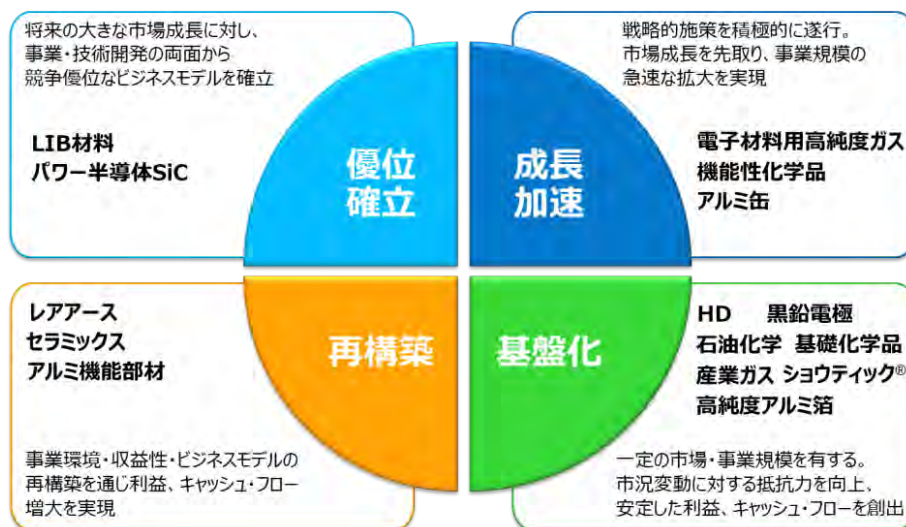 将来の大きな市場成長に対し、
事業・技術開発の両面から
競争優位なビジネスモデルを確立
LIB材料
パワー半導体SiC
優位
確立
戦略的施策を積極的に遂行。
市場成長を先取り、事業規模の
急速な拡大を実現
電子材料用高純度ガス
機能性化学品
アルミ缶
成長
加速
レアアース
セラミックス
アルミ機能部材
事業環境・収益性・ビジネスモデルの
再構築を通じ利益、キャッシュ・フロー
増大を実現
再構築
基盤化
HD 黒鉛電極
石油化学 基礎化学品
産業ガス ショウティック®
高純度アルミ箔
一定の市場・事業規模を有する。
市況変動に対する抵抗力を向上、
安定した利益、キャッシュ・フローを創出